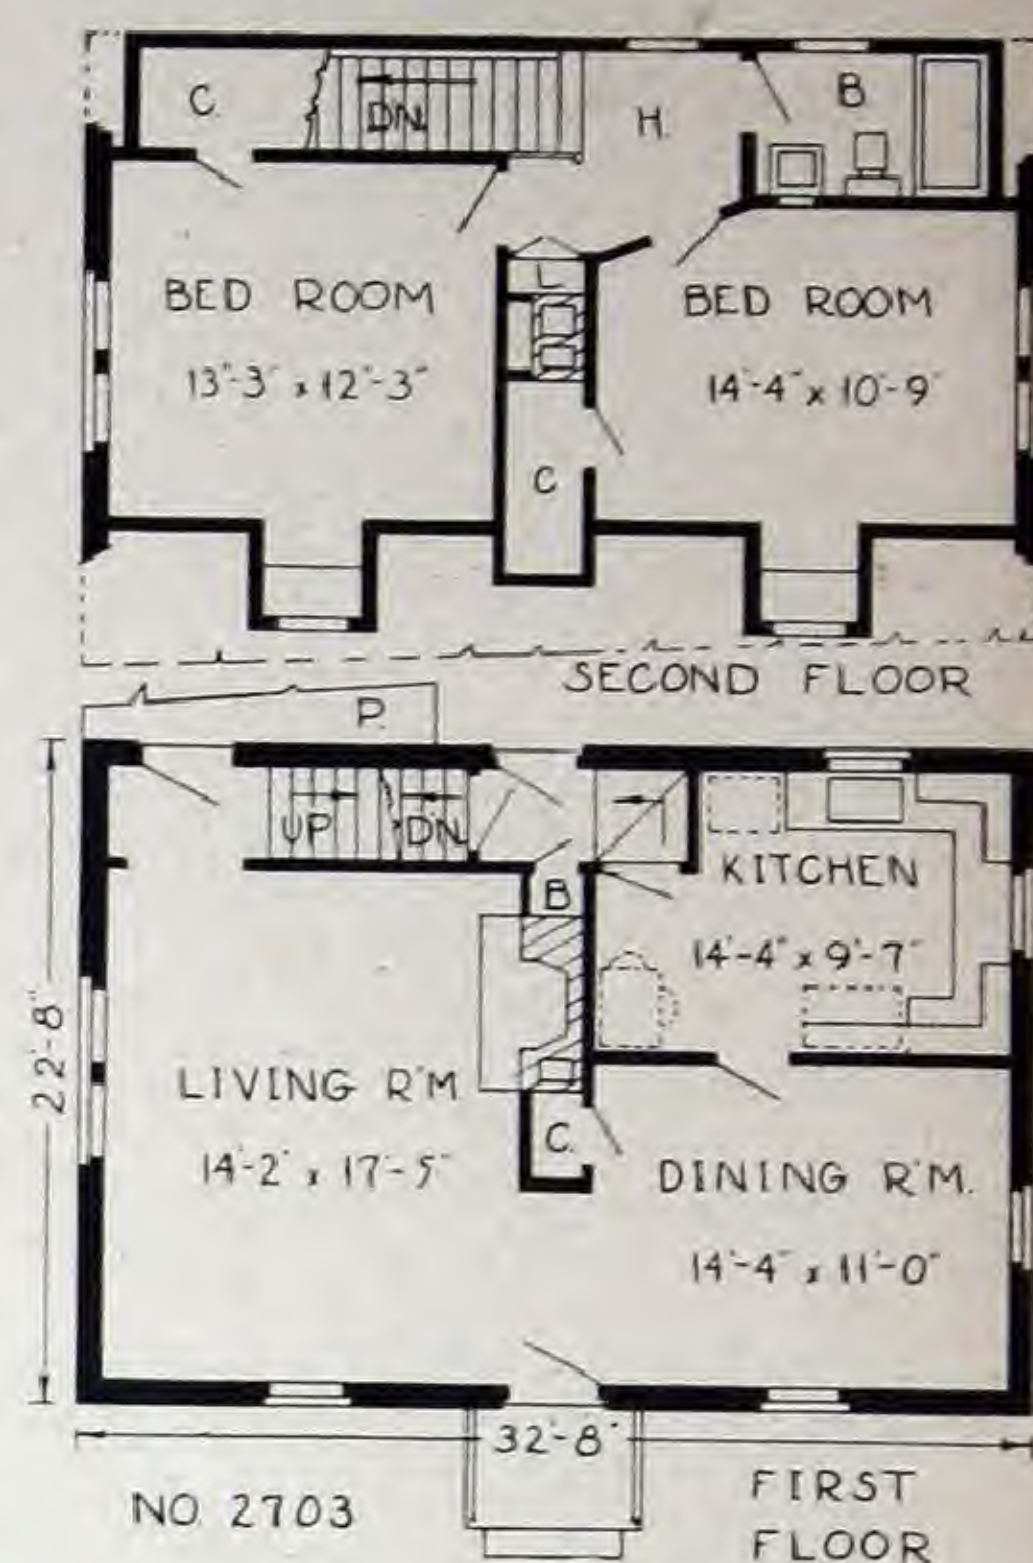 C.
DN.
H.
B.
L
BED ROOM
13'-3" x 12'-3"
BED ROOM
14'-4" x 10'-9"
C
SECOND FLOOR
P.
UP
DN.
B
KITCHEN
14'-4" x 9'-7"
22'-8"
LIVING R'M
14'-2" x 17'-5"
C.
DINING R'M.
14'-4" x 11'-0"
32'-8"
NO. 2703
FIRST
FLOOR